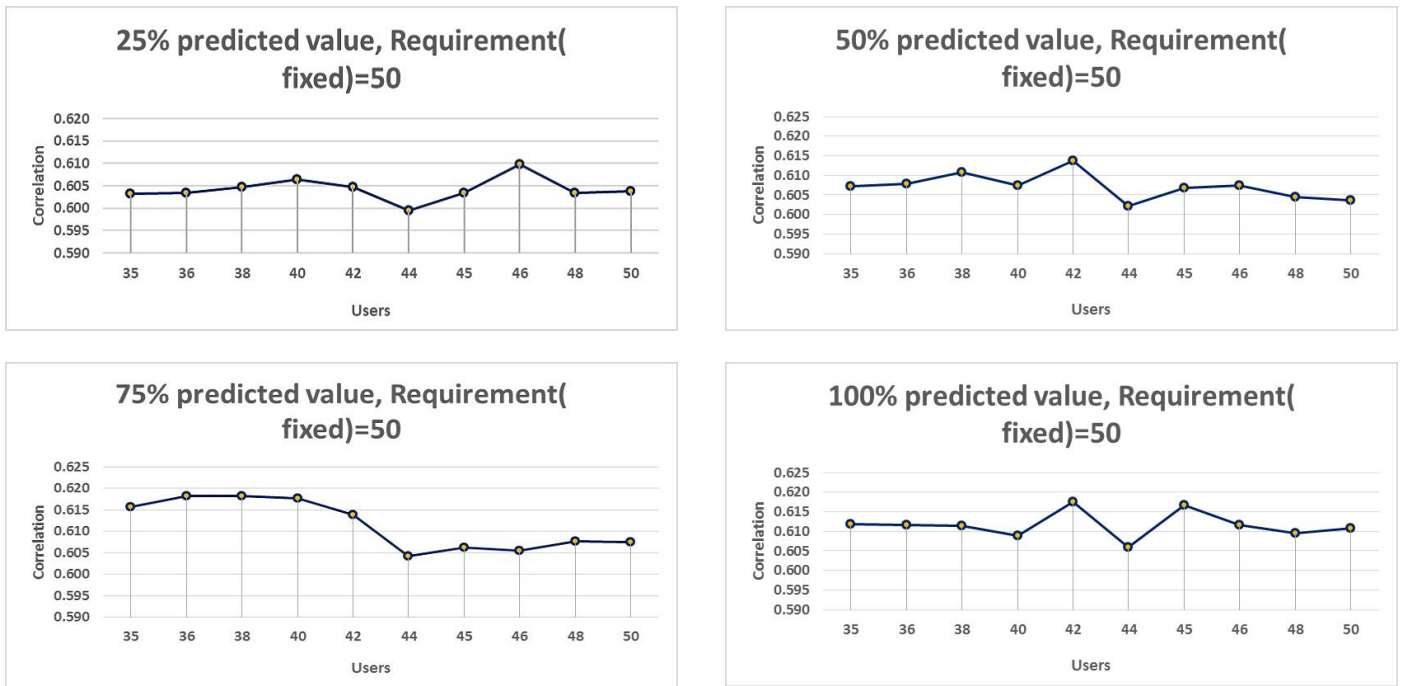 25% predicted value, Requirement(
fixed)=50
0.620
0.615
0.610
0.605
0.600
0.595
0.590
Correlation
35 36 38 40 42 44 45 46 48 50
Users
50% predicted value, Requirement(
fixed)=50
0.625
0.620
0.615
0.610
0.605
0.600
0.595
0.590
Correlation
35 36 38 40 42 44 45 46 48 50
Users
75% predicted value, Requirement(
fixed)=50
0.625
0.620
0.615
0.610
0.605
0.600
0.595
0.590
Correlation
35 36 38 40 42 44 45 46 48 50
Users
100% predicted value, Requirement(
fixed)=50
0.625
0.620
0.615
0.610
0.605
0.600
0.595
0.590
Correlation
35 36 38 40 42 44 45 46 48 50
Users